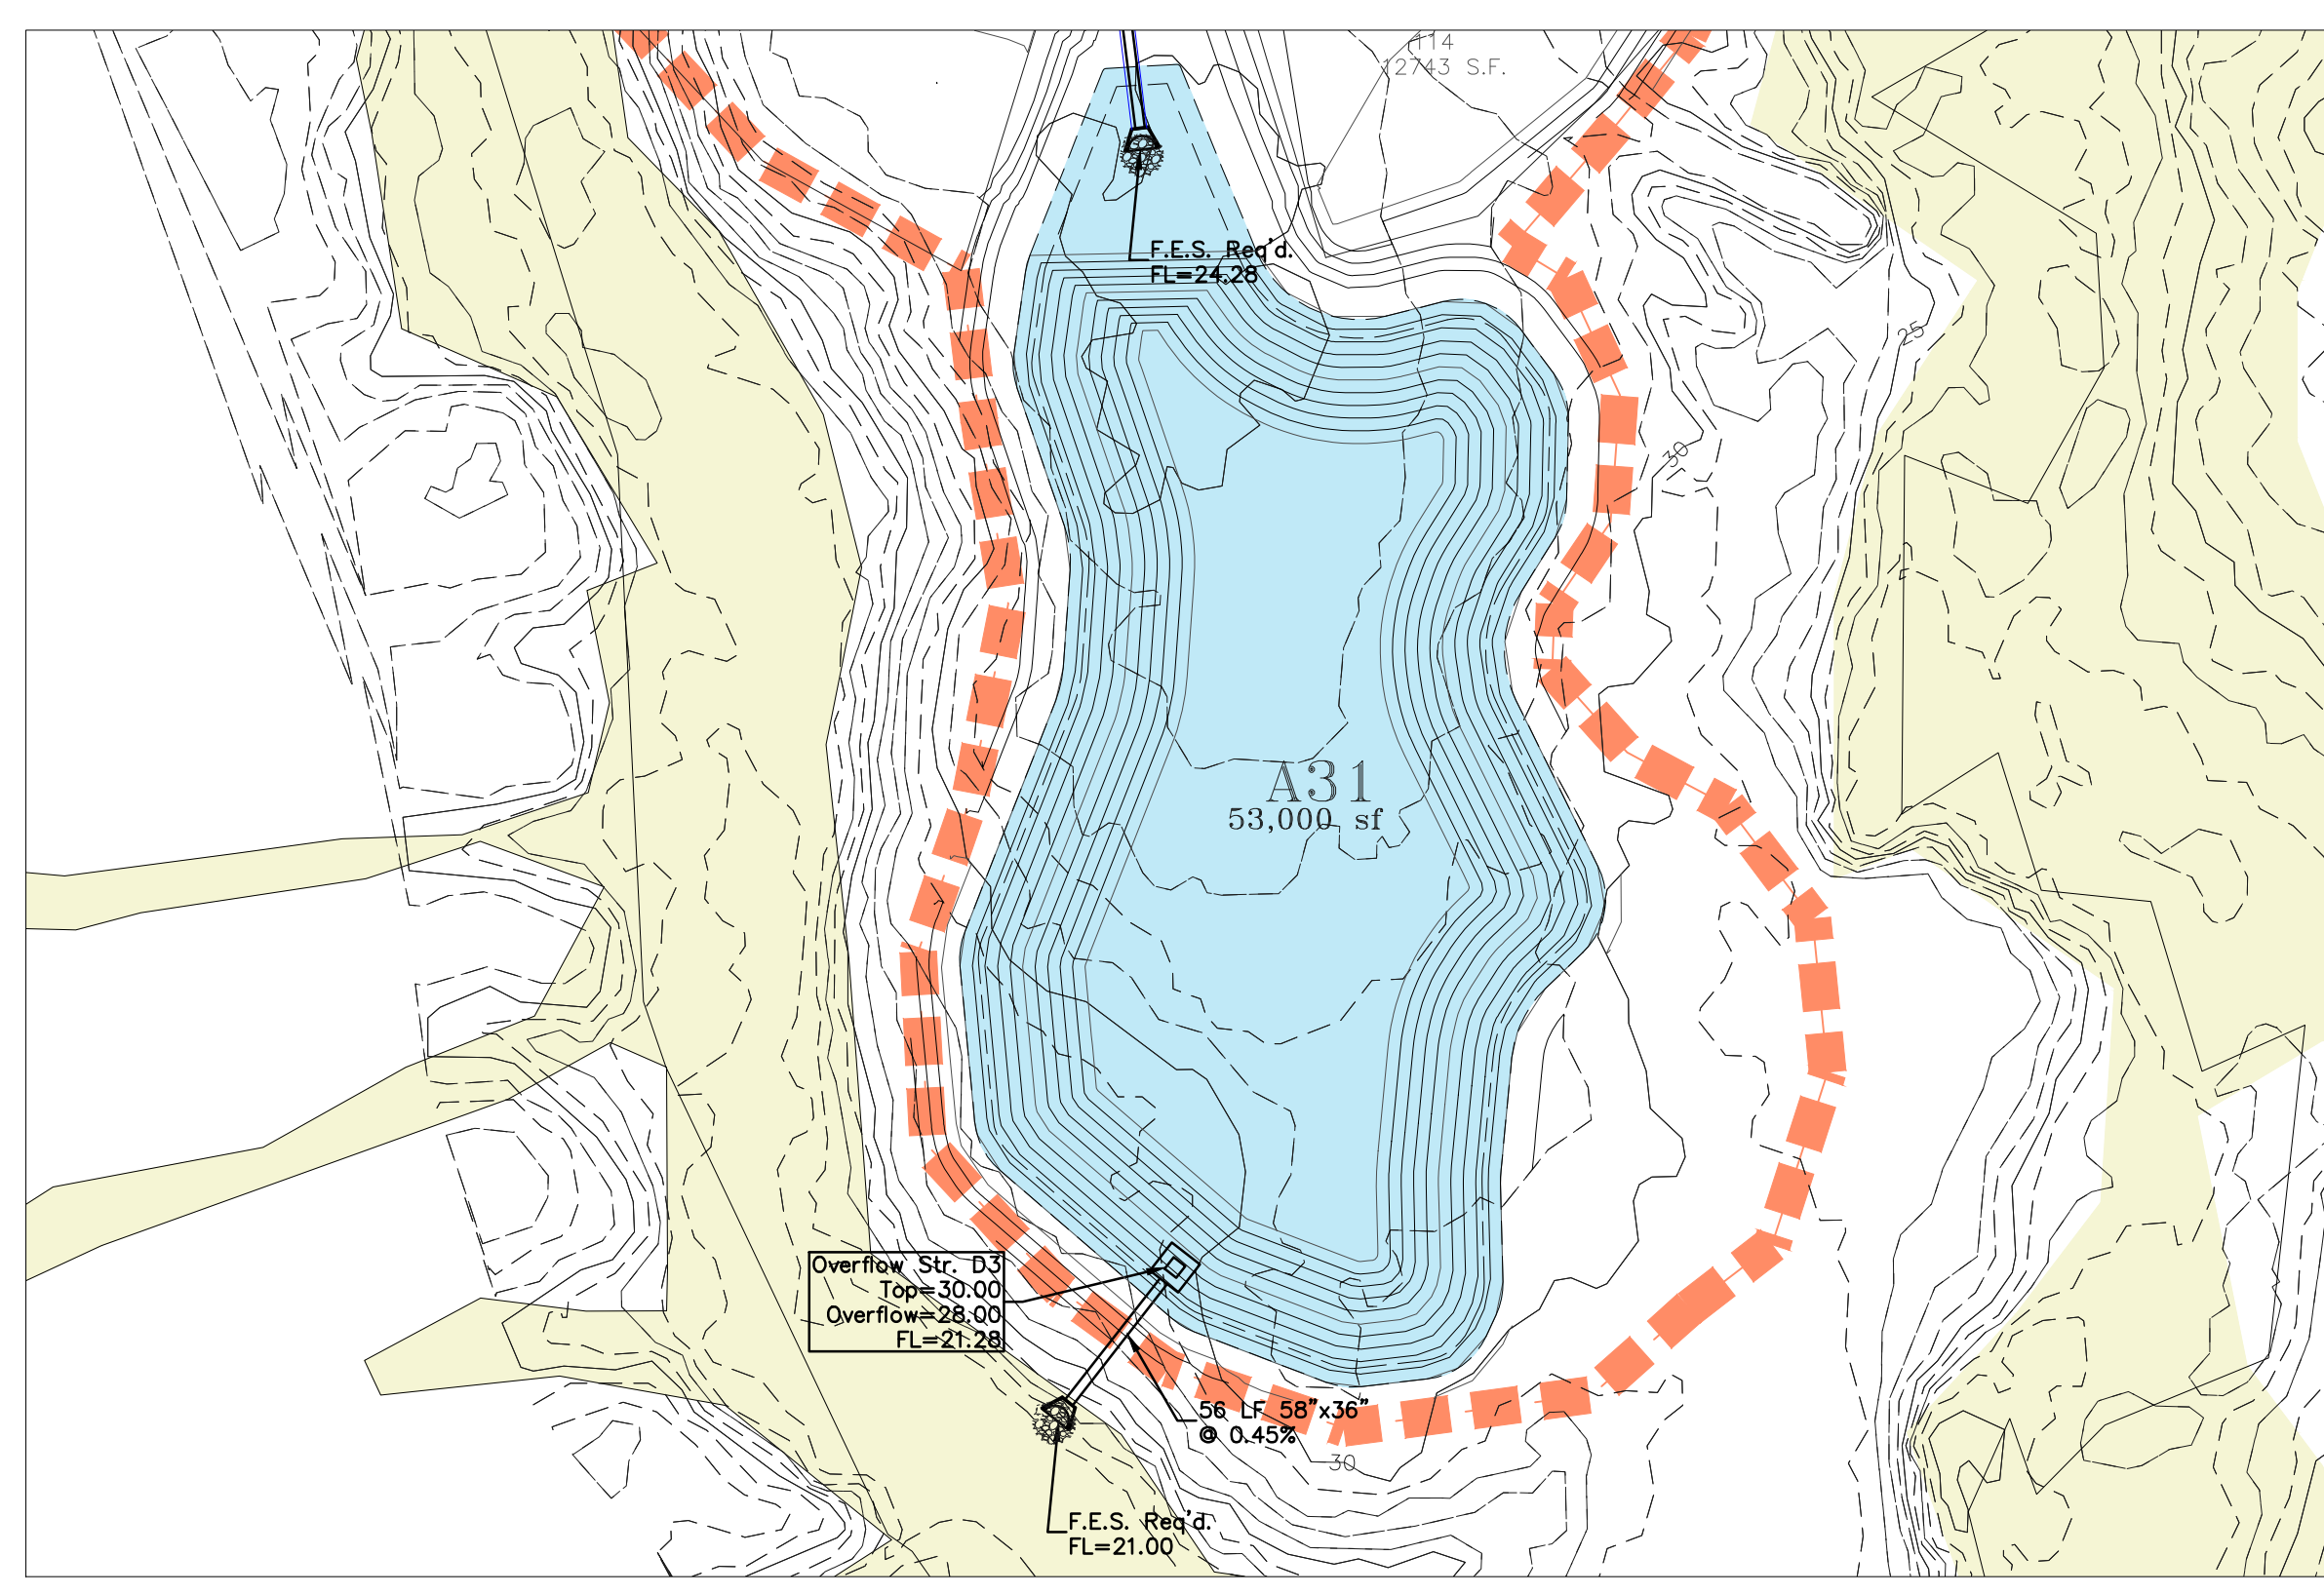 114
12743 S.F.
F.E.S. Req'd.
FL=24.28
25
30
A31
53,000 sf
Overflow Str. D3
Top=30.00
Overflow=28.00
FL=21.28
56 LF 58"x36"
@ 0.45%
30
F.E.S. Req'd.
FL=21.00